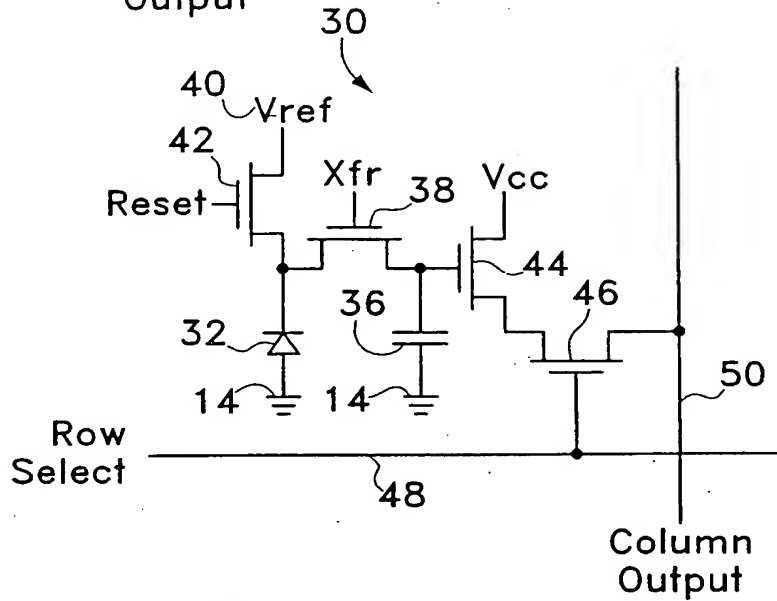 Output
30
40 Vref
42
Reset
Xfr
38
Vcc
44
46
32
36
14
14
50
Row
Select
48
Column
Output